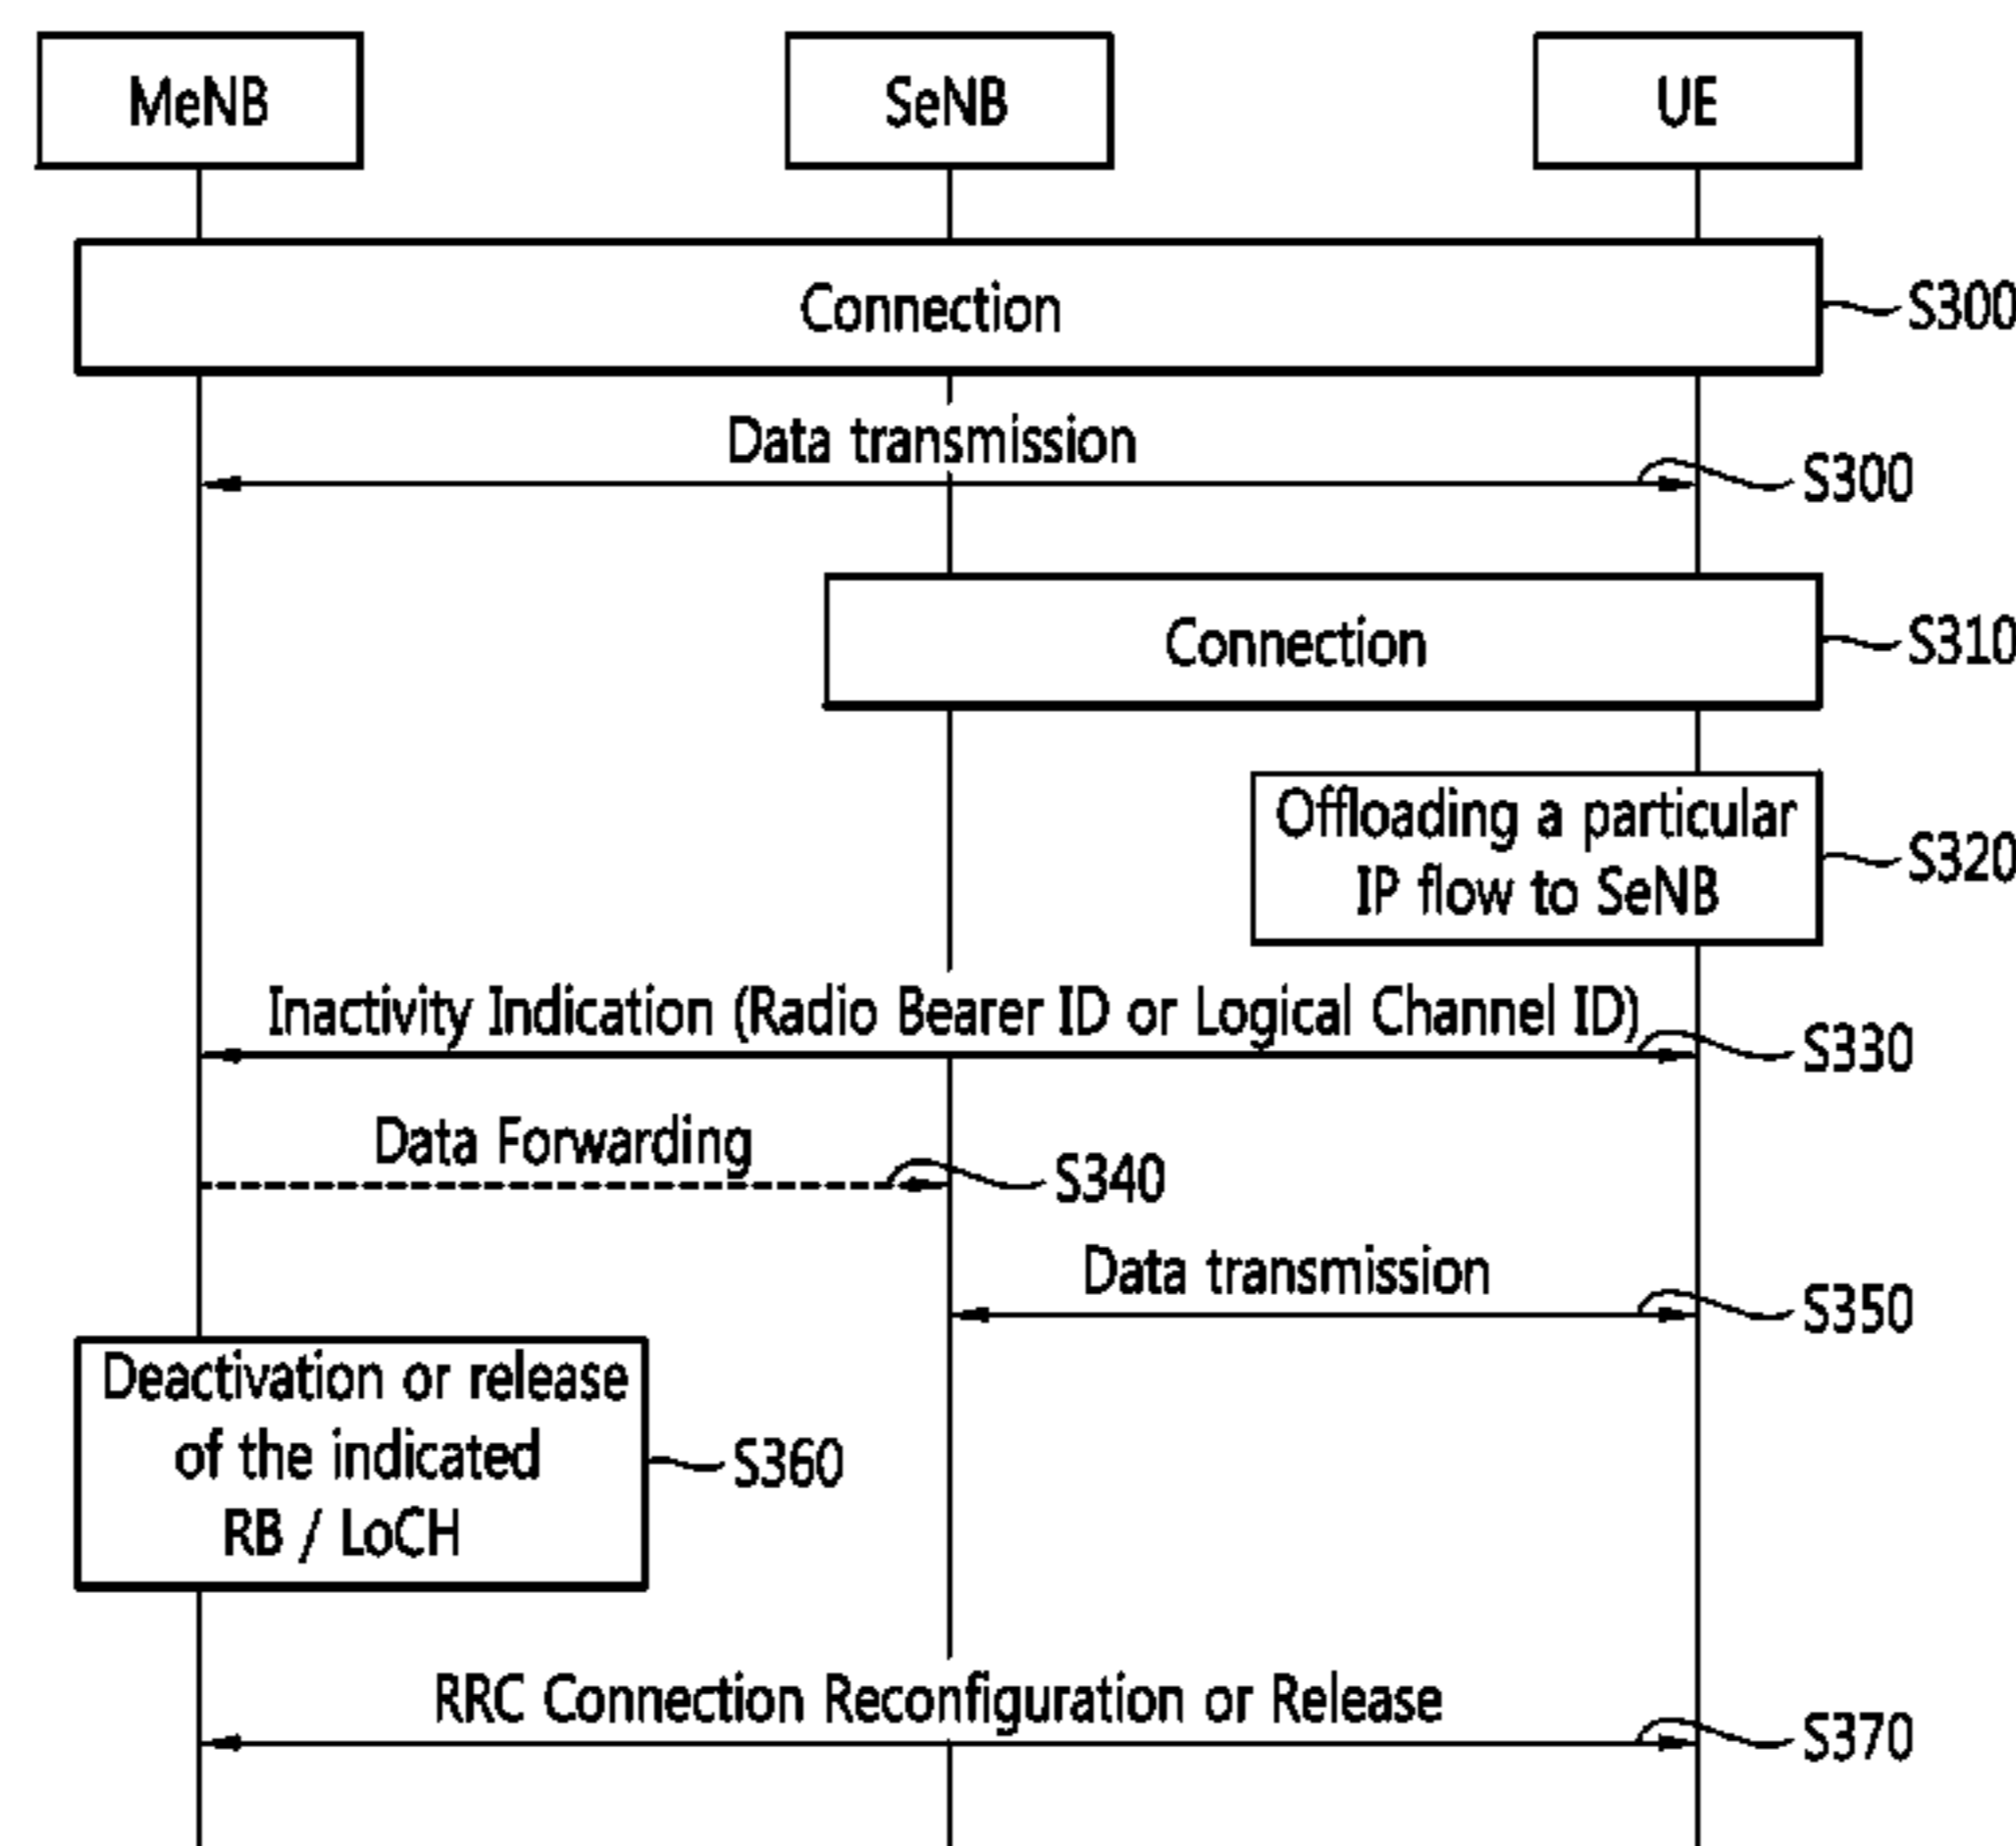 MeNB
SeNB
UE
Connection
S300
Data transmission
S300
Connection
S310
Offloading a particular
IP flow to SeNB
S320
Inactivity Indication (Radio Bearer ID or Logical Channel ID)
S330
Data Forwarding
S340
Data transmission
S350
Deactivation or release
of the indicated
RB / LoCH
S360
RRC Connection Reconfiguration or Release
S370